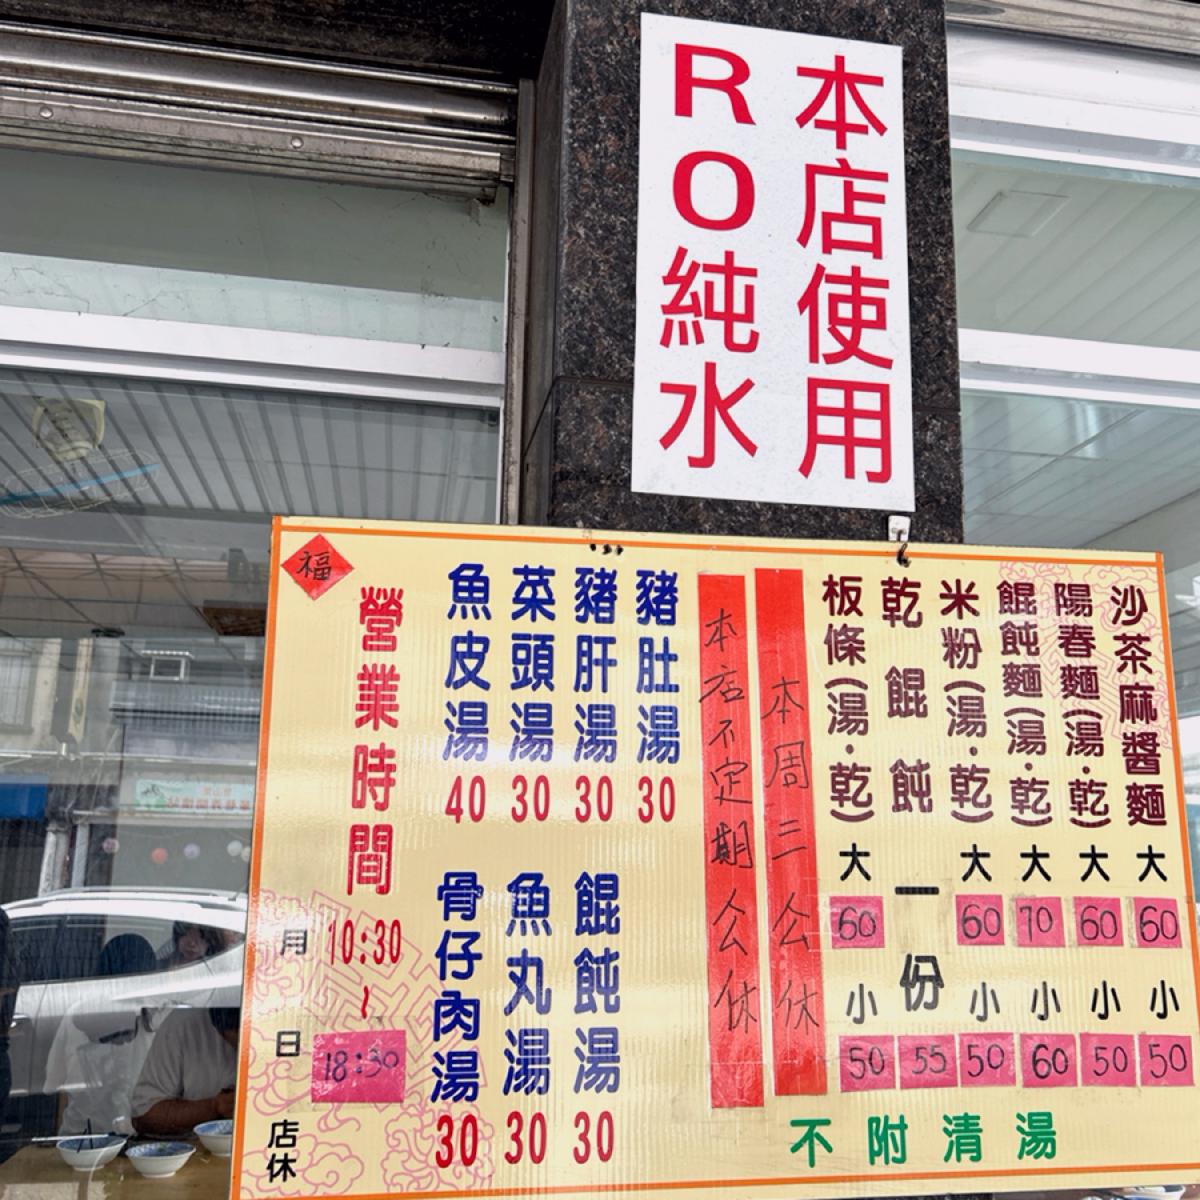 本店使用
RO純水
沙茶麻醬麵 大 60 小 50
陽春麵(湯·乾) 大 60 小 50
餛飩麵(湯·乾) 大 70 小 60
米粉(湯·乾) 大 60 小 50
乾餛飩 一份 55
板條(湯·乾) 大 60 小 50
不附清湯
本周三公休
本店不定期公休
豬肚湯 30
豬肝湯 30
菜頭湯 30
魚皮湯 40
餛飩湯 30
魚丸湯 30
骨仔肉湯 30
營業時間
10:30
~
18:30
月 日 店休
福